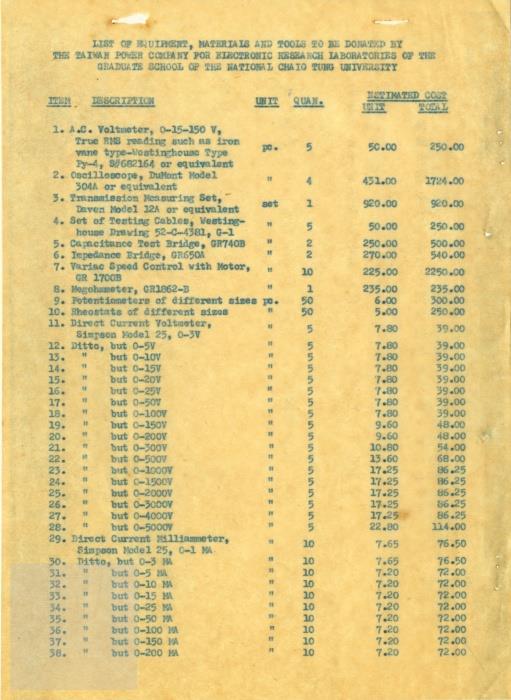 LIST OF EQUIPMENT, MATERIALS AND TOOLS TO BE DONATED BY
THE TAIWAN POWER COMPANY FOR ELECTRONIC RESEARCH LABORATORIES OF THE
GRADUATE SCHOOL OF THE NATIONAL CHAIO TUNG UNIVERSITY
ESTIMATED COST
ITEM DESCRIPTION UNIT QUAN. UNIT TOTAL
1. A.C. Voltmeter, 0-15-150 V,
True RMS reading such as iron
vane type-Westinghouse Type pc. 5 50.00 250.00
Py-4, S#682164 or equivalent
2. Oscilloscope, DuMont Model
304A or equivalent " 4 431.00 1724.00
3. Transmission Measuring Set,
Daven Model 12A or equivalent set 1 920.00 920.00
4. Set of Testing Cables, Westing-
house Drawing 52-C-4381, G-1 " 5 50.00 250.00
5. Capacitance Test Bridge, GR740B " 2 250.00 500.00
6. Impedance Bridge, GR650A " 2 270.00 540.00
7. Variac Speed Control with Motor,
GR 1700B " 10 225.00 2250.00
8. Megohmeter, GR1862-B " 1 235.00 235.00
9. Potentiometers of different sizes pc. 50 6.00 300.00
10. Rheostats of different sizes " 50 5.00 250.00
11. Direct Current Voltmeter,
Simpson Model 25, 0-3V " 5 7.80 39.00
12. Ditto, but 0-5V " 5 7.80 39.00
13. " but 0-10V " 5 7.80 39.00
14. " but 0-15V " 5 7.80 39.00
15. " but 0-20V " 5 7.80 39.00
16. " but 0-25V " 5 7.80 39.00
17. " but 0-50V " 5 7.80 39.00
18. " but 0-100V " 5 7.80 39.00
19. " but 0-150V " 5 9.60 48.00
20. " but 0-200V " 5 9.60 48.00
21. " but 0-300V " 5 10.80 54.00
22. " but 0-500V " 5 13.60 68.00
23. " but 0-1000V " 5 17.25 86.25
24. " but 0-1500V " 5 17.25 86.25
25. " but 0-2000V " 5 17.25 86.25
26. " but 0-3000V " 5 17.25 86.25
27. " but 0-4000V " 5 17.25 86.25
28. " but 0-5000V " 5 22.80 114.00
29. Direct Current Milliammeter,
Simpson Model 25, 0-1 MA " 10 7.65 76.50
30. Ditto, but 0-3 MA " 10 7.65 76.50
31. " but 0-5 MA " 10 7.20 72.00
32. " but 0-10 MA " 10 7.20 72.00
33. " but 0-15 MA " 10 7.20 72.00
34. " but 0-25 MA " 10 7.20 72.00
35. " but 0-50 MA " 10 7.20 72.00
36. " but 0-100 MA " 10 7.20 72.00
37. " but 0-150 MA " 10 7.20 72.00
38. " but 0-200 MA " 10 7.20 72.00